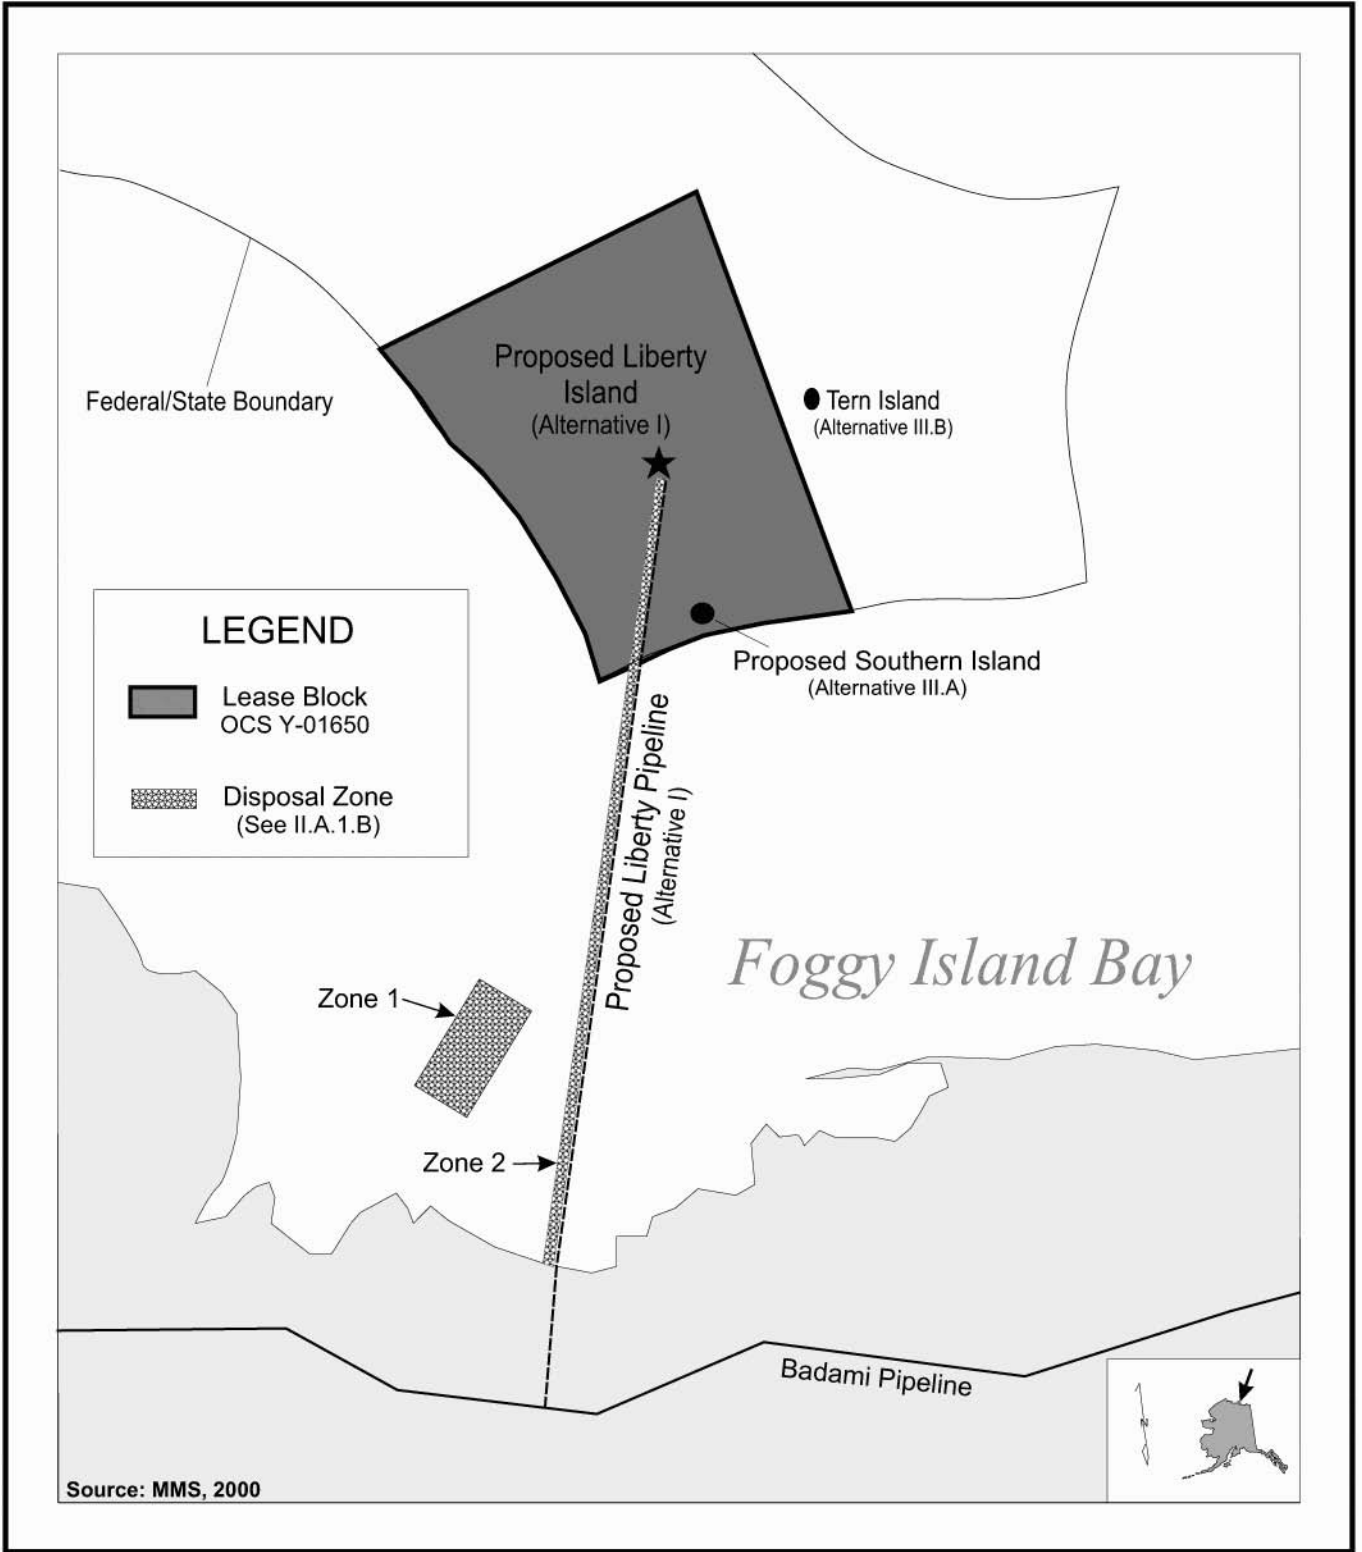 Proposed Liberty
Island
(Alternative I)
Federal/State Boundary
Tern Island
(Alternative III.B)
LEGEND
Lease Block
OCS Y-01650
Disposal Zone
(See II.A.1.B)
Proposed Southern Island
(Alternative III.A)
Proposed Liberty Pipeline
(Alternative I)
Foggy Island Bay
Zone 1
Zone 2
Badami Pipeline
N
Source: MMS, 2000